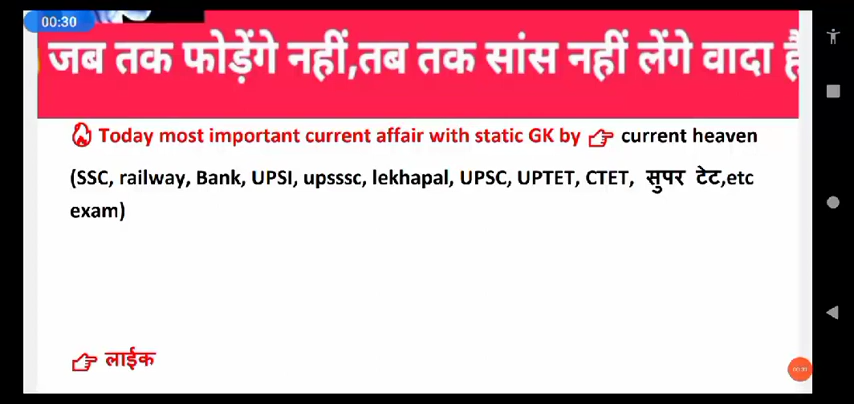 00:30
जब तक फोड़ेंगे नहीं,तब तक सांस नहीं लेंगे वादा है
Today most important current affair with static GK by 👉 current heaven
(SSC, railway, Bank, UPSI, upsssc, lekhapal, UPSC, UPTET, CTET, सुपर टेट,etc
exam)
👉 लाईक